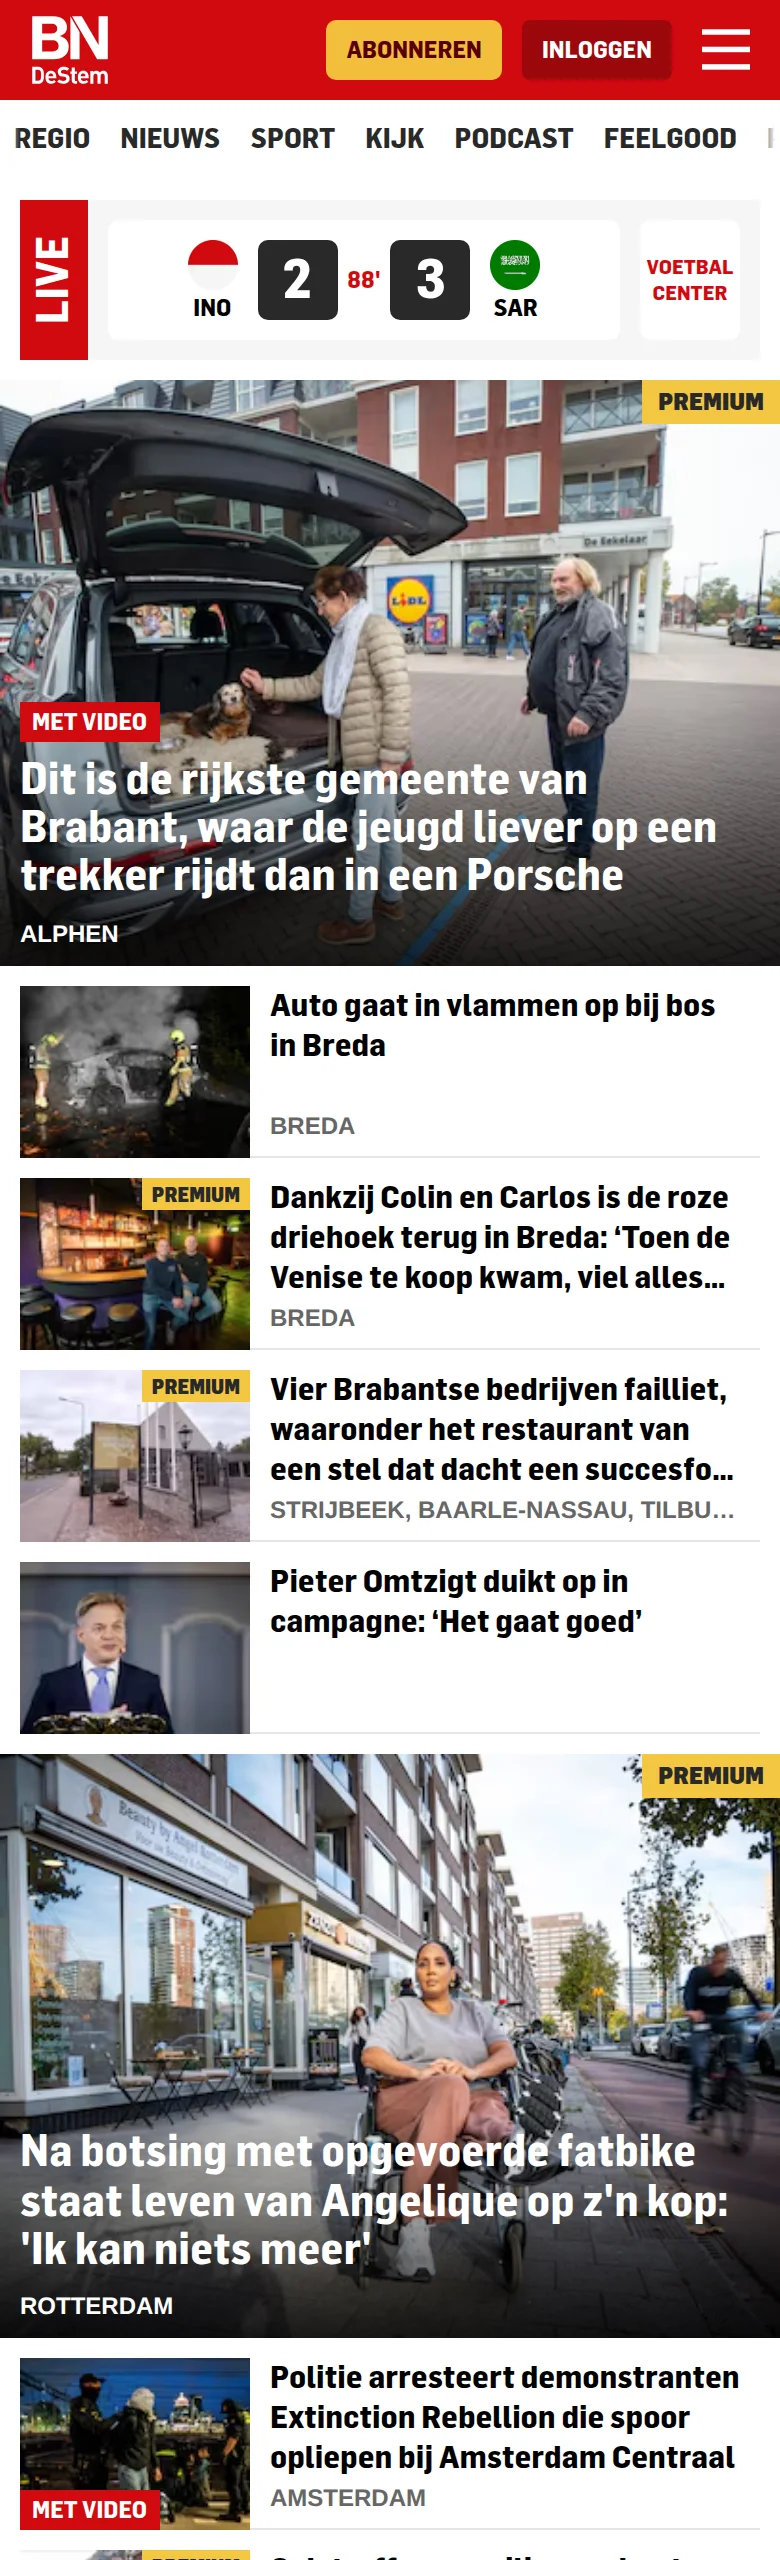 BN
DeStem
ABONNEREN
INLOGGEN
REGIO NIEUWS SPORT KIJK PODCAST FEELGOOD
LIVE
INO
2
88'
3
SAR
VOETBAL
CENTER
PREMIUM
De Eekelaar
LIDL
MET VIDEO
Dit is de rijkste gemeente van
Brabant, waar de jeugd liever op een
trekker rijdt dan in een Porsche
ALPHEN
Auto gaat in vlammen op bij bos
in Breda
BREDA
PREMIUM
Dankzij Colin en Carlos is de roze
driehoek terug in Breda: ‘Toen de
Venise te koop kwam, viel alles...
BREDA
PREMIUM
Vier Brabantse bedrijven failliet,
waaronder het restaurant van
een stel dat dacht een succesfo...
STRIJBEEK, BAARLE-NASSAU, TILBU...
Pieter Omtzigt duikt op in
campagne: ‘Het gaat goed’
PREMIUM
Beauty by Angel
Na botsing met opgevoerde fatbike
staat leven van Angelique op z'n kop:
'Ik kan niets meer'
ROTTERDAM
Politie arresteert demonstranten
Extinction Rebellion die spoor
opliepen bij Amsterdam Centraal
AMSTERDAM
MET VIDEO